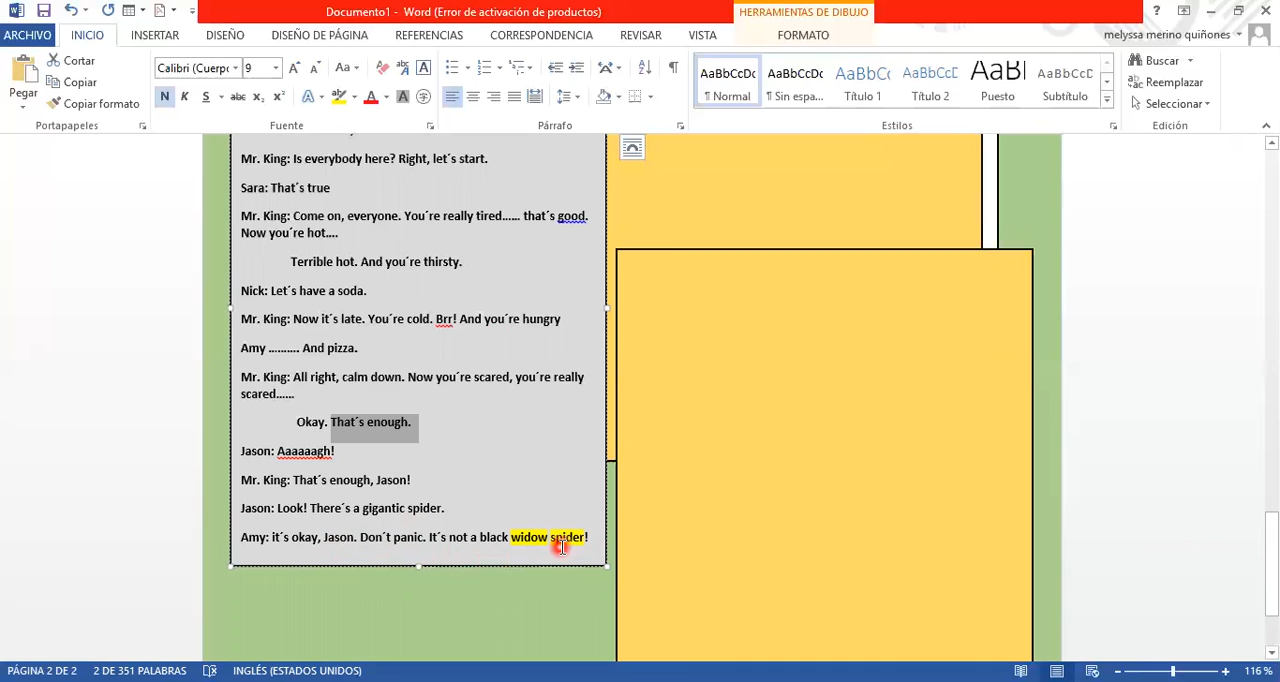 Documento1 - Word (Error de activación de productos)
HERRAMIENTAS DE DIBUJO
ARCHIVO INICIO INSERTAR DISEÑO DISEÑO DE PÁGINA REFERENCIAS CORRESPONDENCIA REVISAR VISTA FORMATO melyssa merino quiñones
Pegar
Cortar
Copiar
Copiar formato
Portapapeles
Calibri (Cuerpo 9
N K S abc x₂ x²
Fuente
Párrafo
AaBbCcDc AaBbCcDc AaBbCc AaBbCcD AaBl AaBbCcD
¶ Normal ¶ Sin espa... Título 1 Título 2 Puesto Subtítulo
Estilos
Buscar
Reemplazar
Seleccionar
Edición
Mr. King: Is everybody here? Right, let´s start.
Sara: That´s true
Mr. King: Come on, everyone. You´re really tired...... that´s good.
Now you´re hot....
Terrible hot. And you´re thirsty.
Nick: Let´s have a soda.
Mr. King: Now it´s late. You´re cold. Brr! And you´re hungry
Amy .......... And pizza.
Mr. King: All right, calm down. Now you´re scared, you´re really
scared......
Okay. That´s enough.
Jason: Aaaaaagh!
Mr. King: That´s enough, Jason!
Jason: Look! There´s a gigantic spider.
Amy: it´s okay, Jason. Don´t panic. It´s not a black widow spider!
PÁGINA 2 DE 2 2 DE 351 PALABRAS INGLÉS (ESTADOS UNIDOS) 116 %